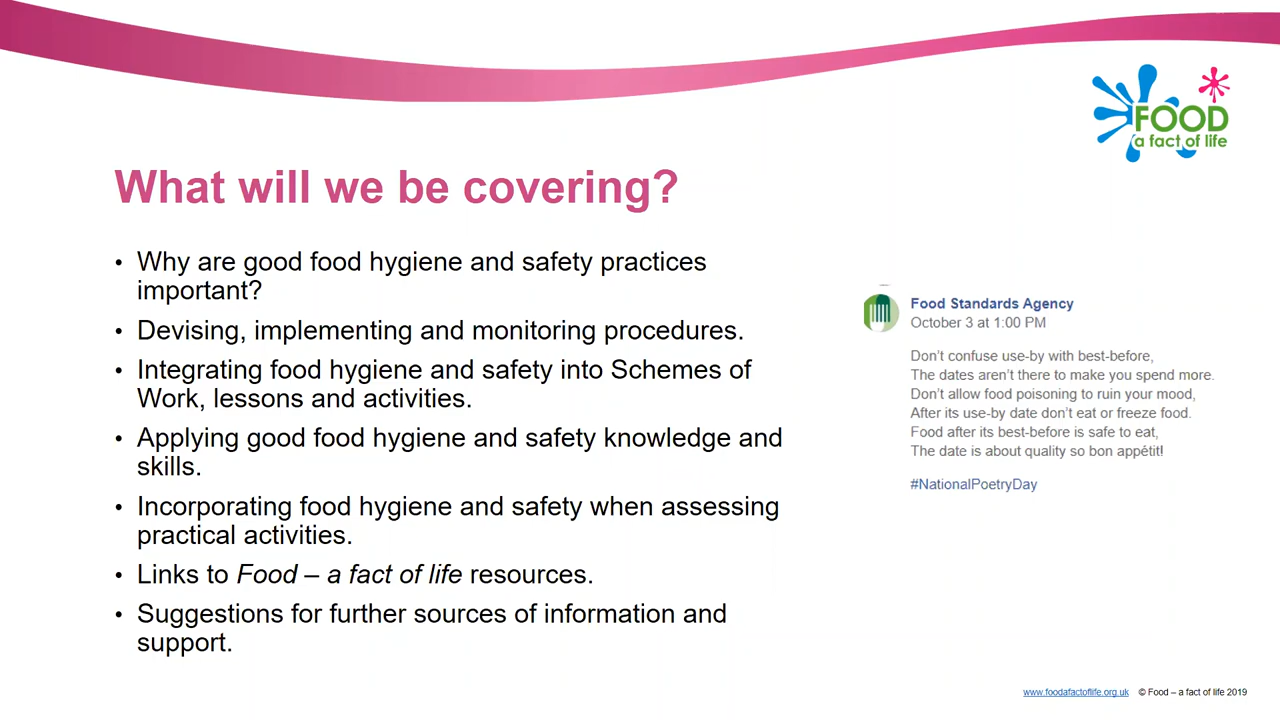 FOOD
a fact of life
What will we be covering?
• Why are good food hygiene and safety practices
important?
• Devising, implementing and monitoring procedures.
• Integrating food hygiene and safety into Schemes of
Work, lessons and activities.
• Applying good food hygiene and safety knowledge and
skills.
• Incorporating food hygiene and safety when assessing
practical activities.
• Links to Food – a fact of life resources.
• Suggestions for further sources of information and
support.
Food Standards Agency
October 3 at 1:00 PM
Don’t confuse use-by with best-before,
The dates aren’t there to make you spend more.
Don’t allow food poisoning to ruin your mood,
After its use-by date don’t eat or freeze food.
Food after its best-before is safe to eat,
The date is about quality so bon appétit!
#NationalPoetryDay
www.foodafactoflife.org.uk © Food – a fact of life 2019